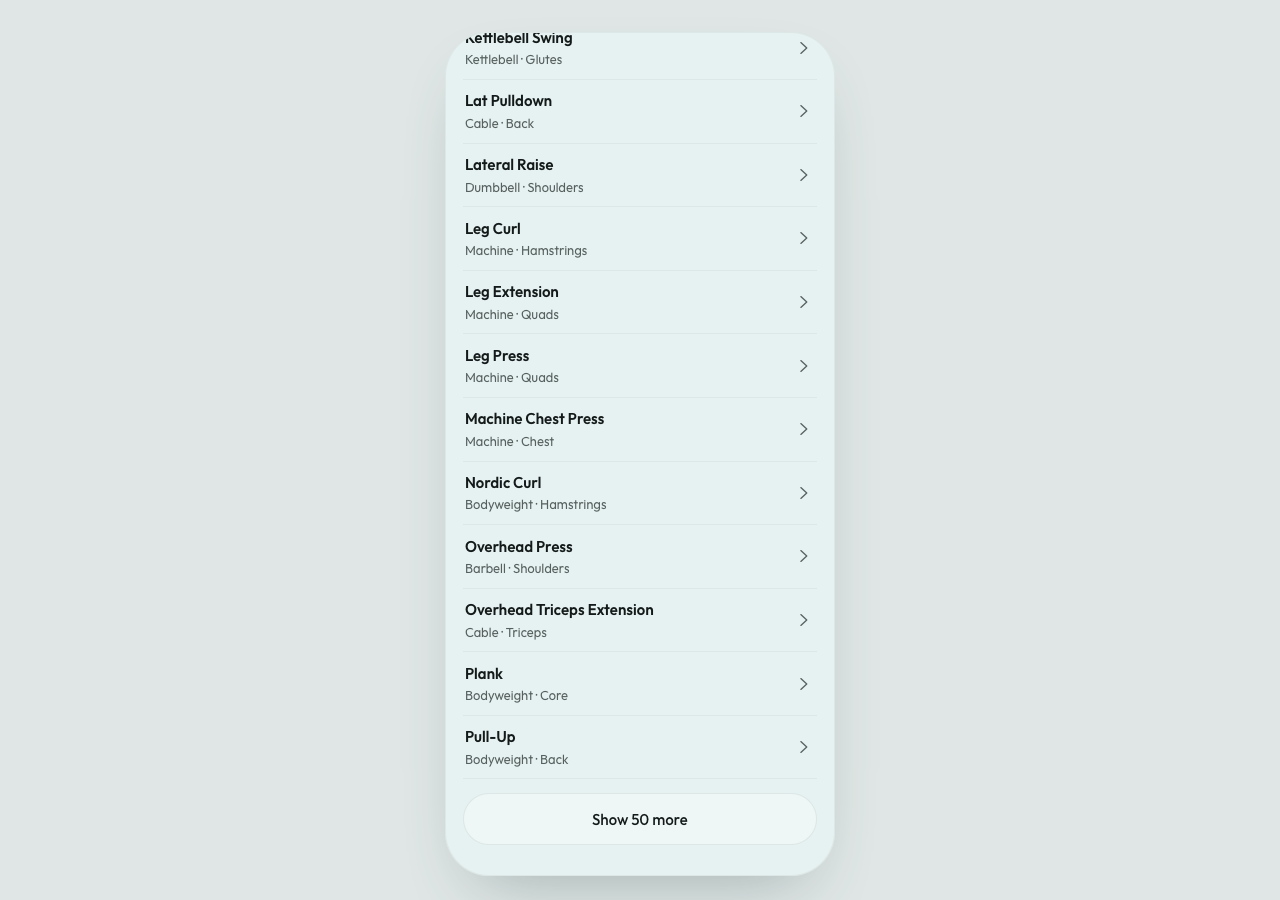 Kettlebell Swing
Kettlebell · Glutes
Lat Pulldown
Cable · Back
Lateral Raise
Dumbbell · Shoulders
Leg Curl
Machine · Hamstrings
Leg Extension
Machine · Quads
Leg Press
Machine · Quads
Machine Chest Press
Machine · Chest
Nordic Curl
Bodyweight · Hamstrings
Overhead Press
Barbell · Shoulders
Overhead Triceps Extension
Cable · Triceps
Plank
Bodyweight · Core
Pull-Up
Bodyweight · Back
Show 50 more